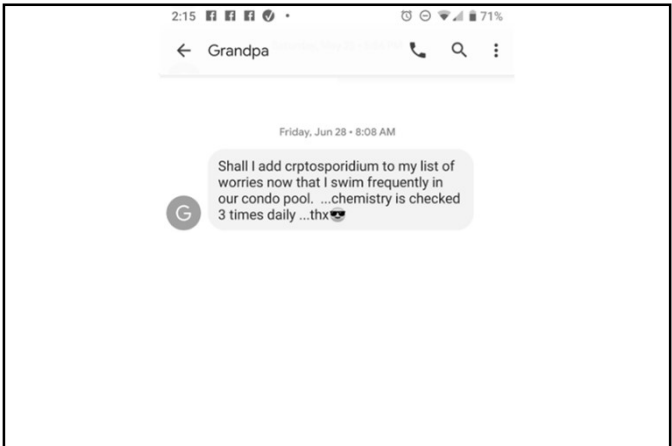 2:15
71%
Grandpa
Friday, Jun 28 • 8:08 AM
Shall I add crptosporidium to my list of
worries now that I swim frequently in
our condo pool. ...chemistry is checked
3 times daily ...thx😎
G